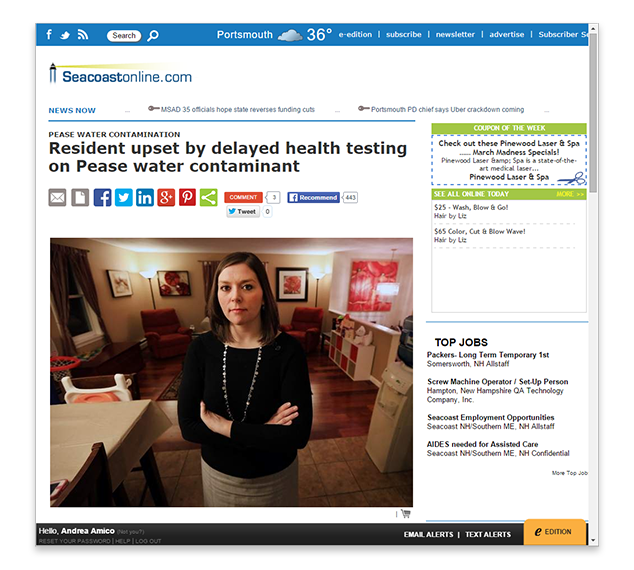 Search
Portsmouth 36° e-edition | subscribe | newsletter | advertise | Subscriber Se
Seacoastonline.com
NEWS NOW ... MSAD 35 officials hope state reverses funding cuts ... Portsmouth PD chief says Uber crackdown coming ...
PEASE WATER CONTAMINATION
Resident upset by delayed health testing
on Pease water contaminant
COMMENT 3 Recommend 443
Tweet 0
COUPON OF THE WEEK
Check out these Pinewood Laser & Spa
..... March Madness Specials!
Pinewood Laser &amp; Spa is a state-of-the-
art medical laser...
Pinewood Laser & Spa
SEE ALL ONLINE TODAY MORE >>
$25 - Wash, Blow & Go!
Hair by Liz
$65 Color, Cut & Blow Wave!
Hair by Liz
TOP JOBS
Packers- Long Term Temporary 1st
Somersworth, NH Allstaff
Screw Machine Operator / Set-Up Person
Hampton, New Hampshire QA Technology
Company, Inc.
Seacoast Employment Opportunities
Seacoast NH/Southern ME, NH Allstaff
AIDES needed for Assisted Care
Seacoast NH/Southern ME, NH Confidential
More Top Job
Hello, Andrea Amico (Not you?)
RESET YOUR PASSWORD | HELP | LOG OUT
EMAIL ALERTS | TEXT ALERTS
e EDITION